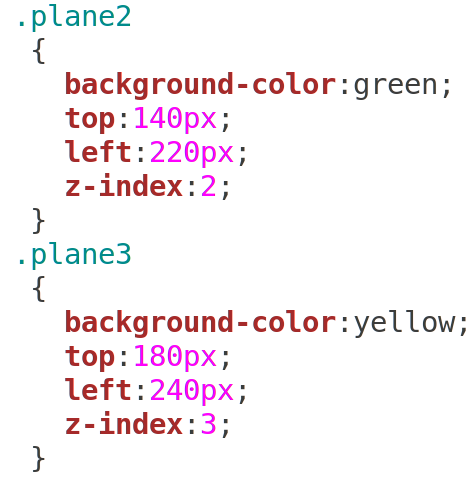 .plane2
{
background-color:green;
top:140px;
left:220px;
z-index:2;
}
.plane3
{
background-color:yellow;
top:180px;
left:240px;
z-index:3;
}